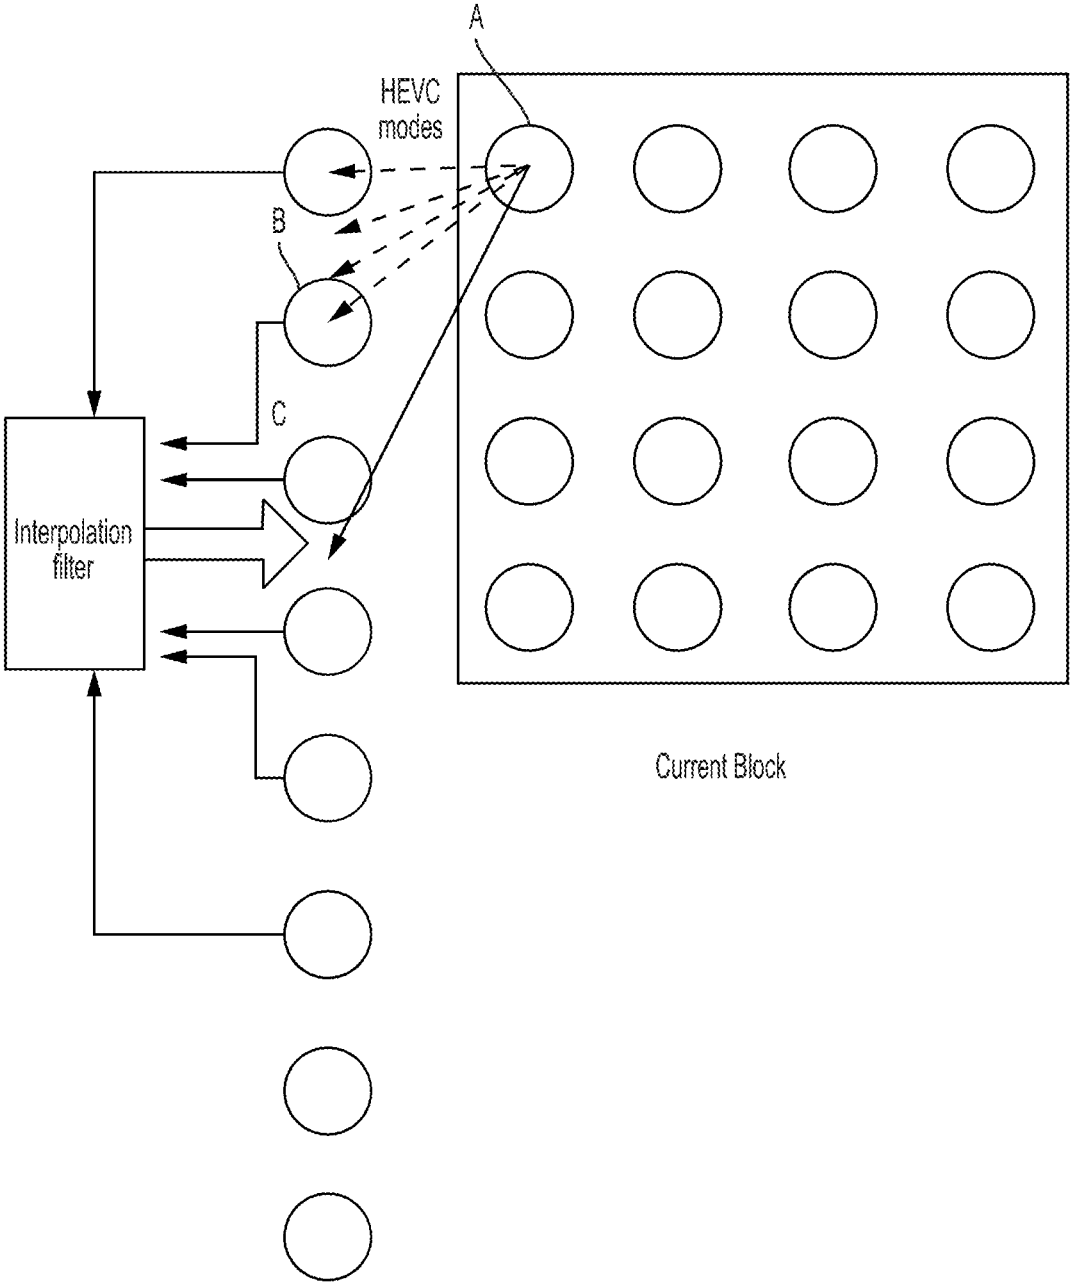 A
HEVC
modes
B
C
Interpolation
filter
Current Block